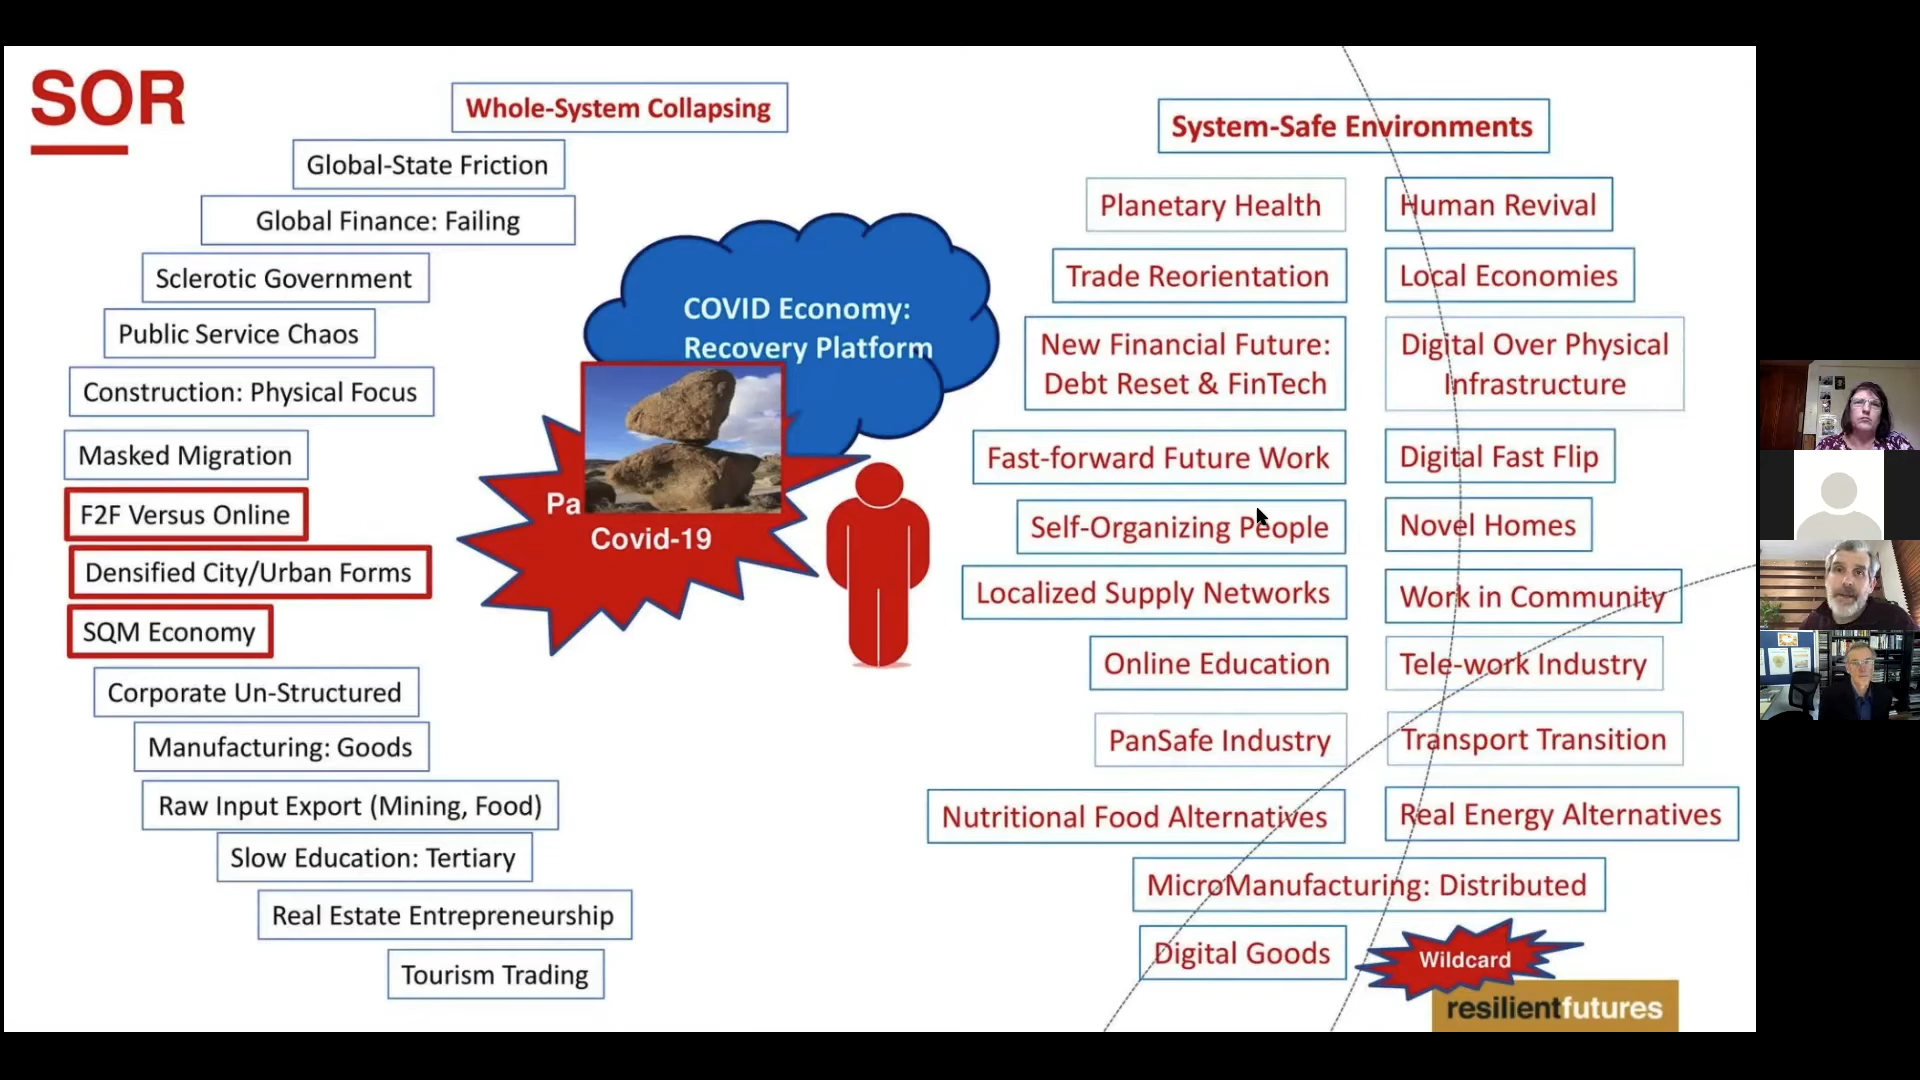 SOR
Whole-System Collapsing
Global-State Friction
Global Finance: Failing
Sclerotic Government
Public Service Chaos
Construction: Physical Focus
Masked Migration
F2F Versus Online
Densified City/Urban Forms
SQM Economy
Corporate Un-Structured
Manufacturing: Goods
Raw Input Export (Mining, Food)
Slow Education: Tertiary
Real Estate Entrepreneurship
Tourism Trading
COVID Economy:
Recovery Platform
Pa
Covid-19
System-Safe Environments
Planetary Health
Human Revival
Trade Reorientation
Local Economies
New Financial Future:
Debt Reset & FinTech
Digital Over Physical
Infrastructure
Fast-forward Future Work
Digital Fast Flip
Self-Organizing People
Novel Homes
Localized Supply Networks
Work in Community
Online Education
Tele-work Industry
PanSafe Industry
Transport Transition
Nutritional Food Alternatives
Real Energy Alternatives
MicroManufacturing: Distributed
Digital Goods
Wildcard
resilientfutures